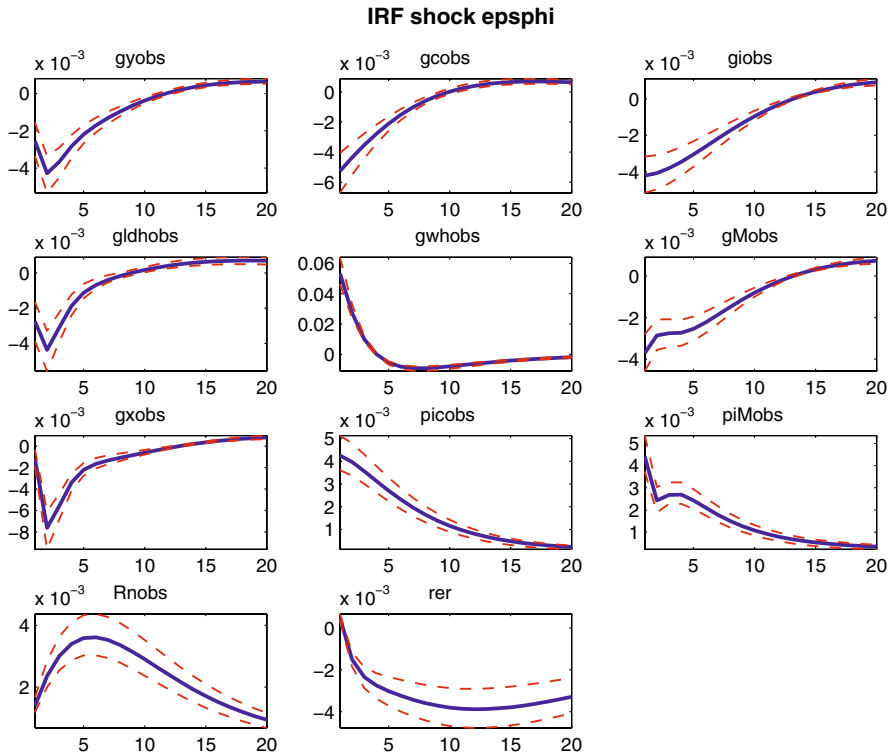 IRF shock epsphi
x 10⁻³ gyobs
0
−2
−4
5 10 15 20
x 10⁻³ gcobs
0
−2
−4
−6
5 10 15 20
x 10⁻³ giobs
0
−2
−4
5 10 15 20
x 10⁻³ gldhobs
0
−2
−4
5 10 15 20
gwhobs
0.06
0.04
0.02
0
5 10 15 20
x 10⁻³ gMobs
0
−2
−4
5 10 15 20
x 10⁻³ gxobs
0
−2
−4
−6
−8
5 10 15 20
x 10⁻³ picobs
5
4
3
2
1
5 10 15 20
x 10⁻³ piMobs
5
4
3
2
1
5 10 15 20
x 10⁻³ Rnobs
4
2
5 10 15 20
x 10⁻³ rer
0
−2
−4
5 10 15 20